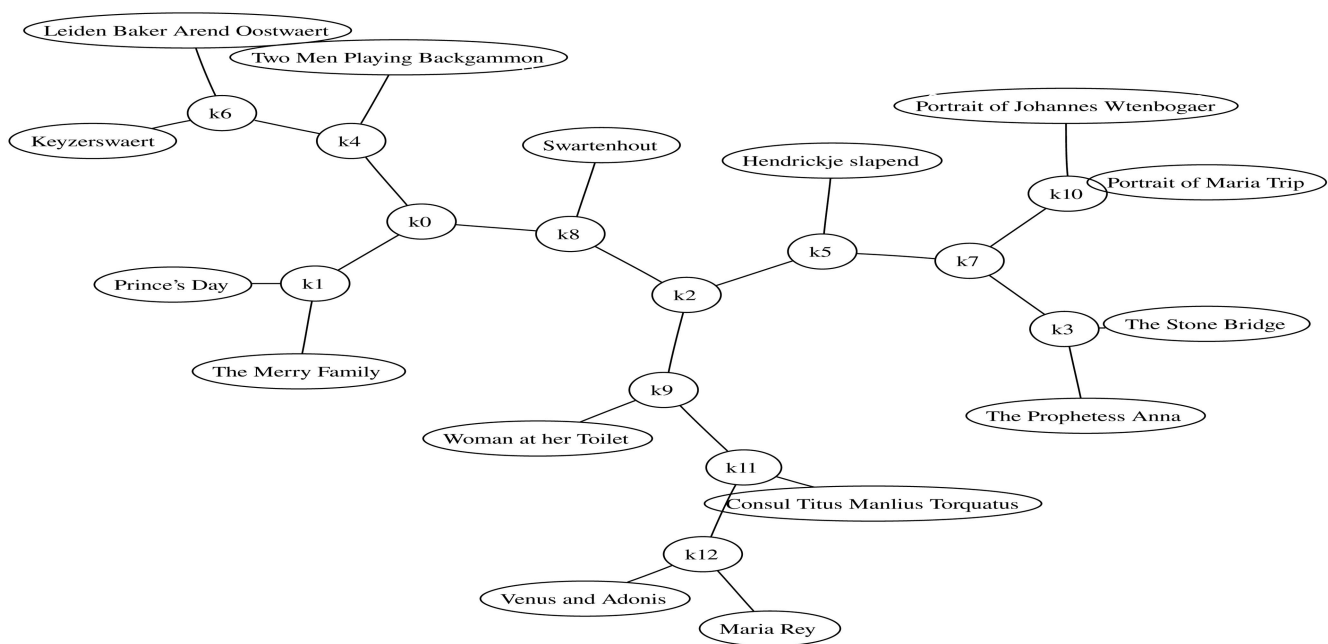 Leiden Baker Arend Oostwaert
Two Men Playing Backgammon
Portrait of Johannes Wtenbogaer
k6
Keyzerswaert
k4
Swartenhout
Hendrickje slapend
Portrait of Maria Trip
k10
k0
k8
k5
k7
Prince's Day
k1
k2
k3
The Stone Bridge
The Merry Family
k9
The Prophetess Anna
Woman at her Toilet
k11
Consul Titus Manlius Torquatus
k12
Venus and Adonis
Maria Rey